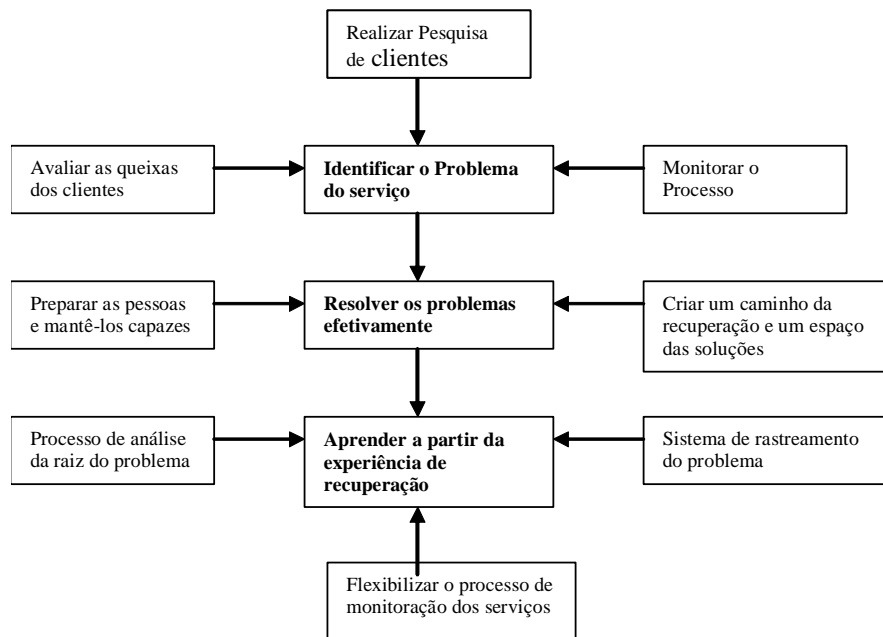 Realizar Pesquisa
de clientes
Avaliar as queixas
dos clientes
Identificar o Problema
do serviço
Monitorar o
Processo
Preparar as pessoas
e mantê-los capazes
Resolver os problemas
efetivamente
Criar um caminho da
recuperação e um espaço
das soluções
Processo de análise
da raiz do problema
Aprender a partir da
experiência de
recuperação
Sistema de rastreamento
do problema
Flexibilizar o processo de
monitoração dos serviços